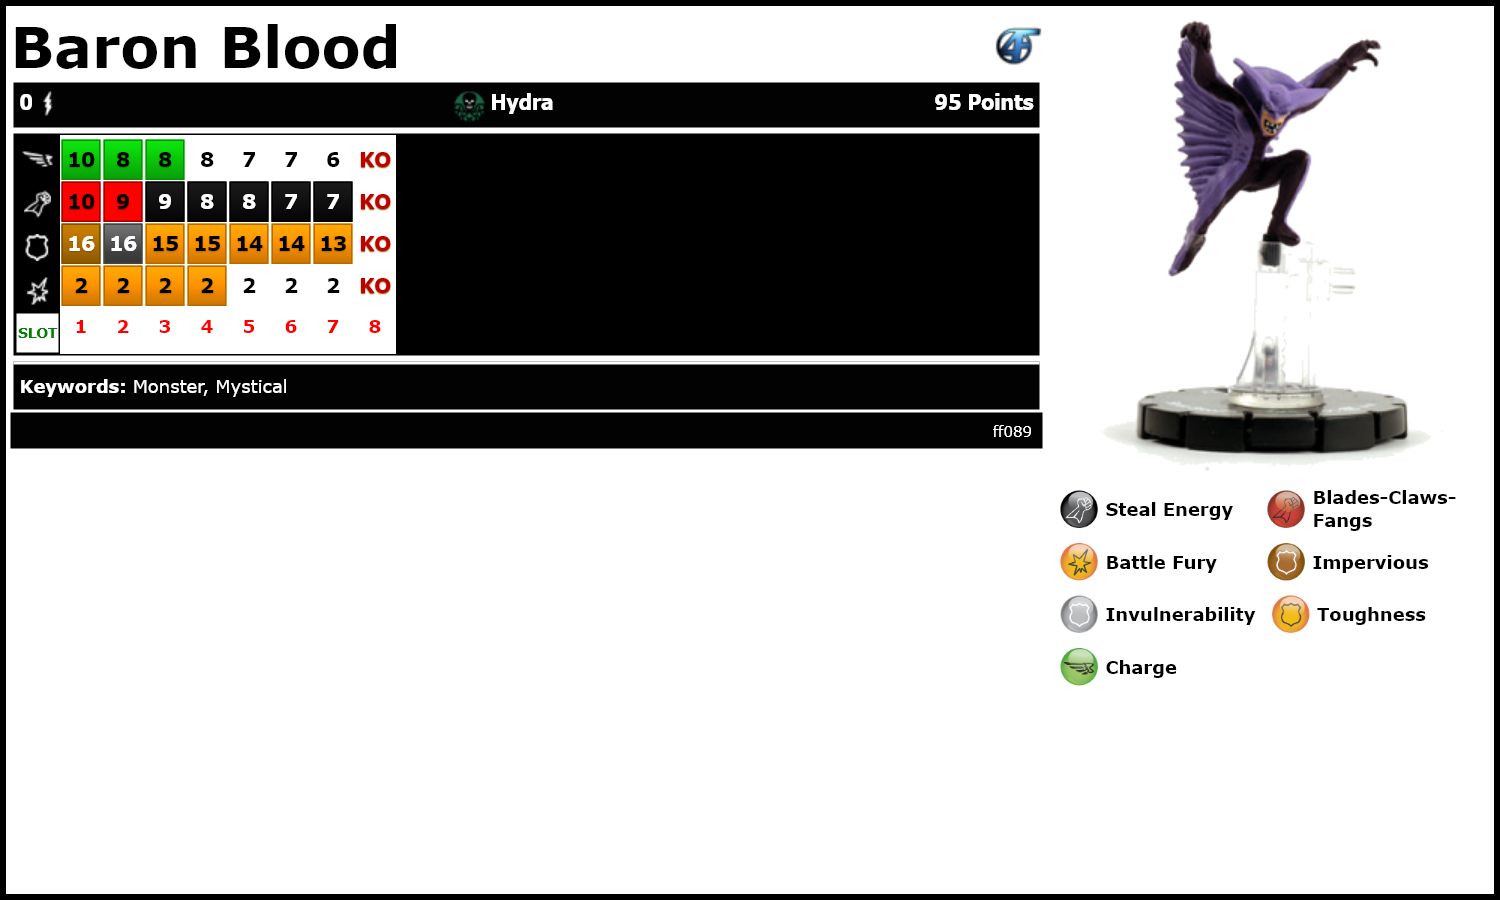 Baron Blood
0 Hydra 95 Points
10 8 8 8 7 7 6 KO
10 9 9 8 8 7 7 KO
16 16 15 15 14 14 13 KO
2 2 2 2 2 2 2 KO
SLOT 1 2 3 4 5 6 7 8
Keywords: Monster, Mystical
ff089
Steal Energy
Blades-Claws-
Fangs
Battle Fury
Impervious
Invulnerability
Toughness
Charge